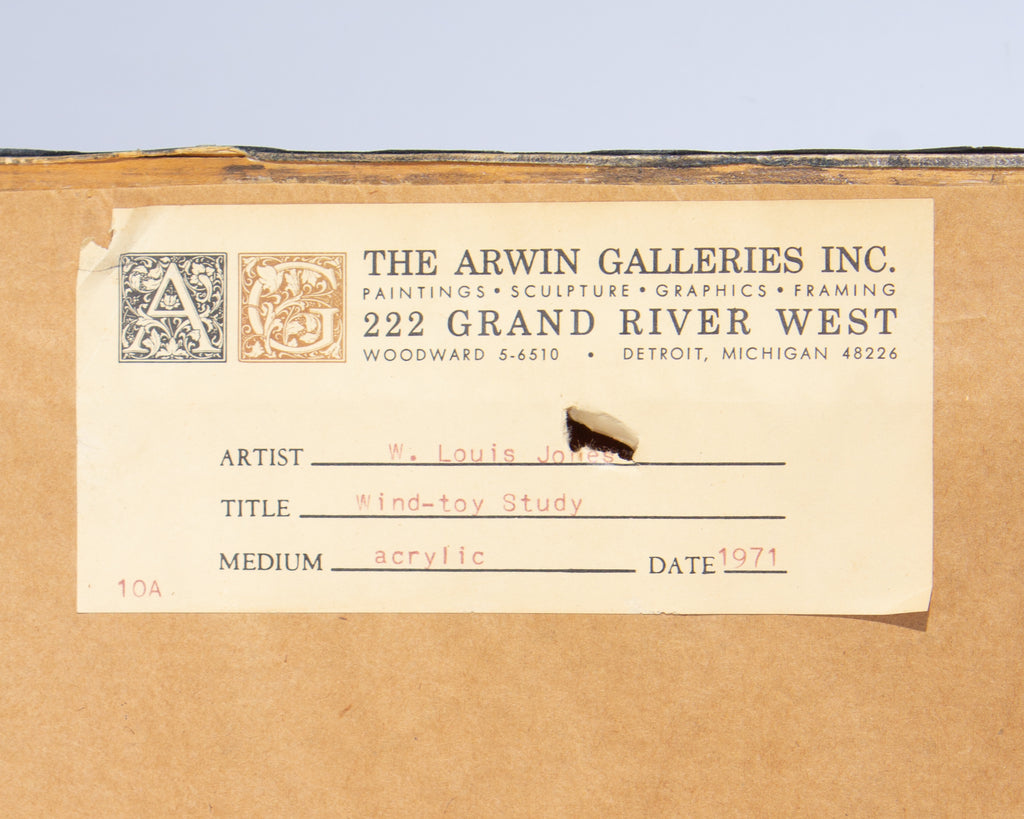 A G
THE ARWIN GALLERIES INC.
PAINTINGS • SCULPTURE • GRAPHICS • FRAMING
222 GRAND RIVER WEST
WOODWARD 5-6510 • DETROIT, MICHIGAN 48226
ARTIST W. Louis Jones
TITLE Wind-toy Study
MEDIUM acrylic DATE 1971
10A